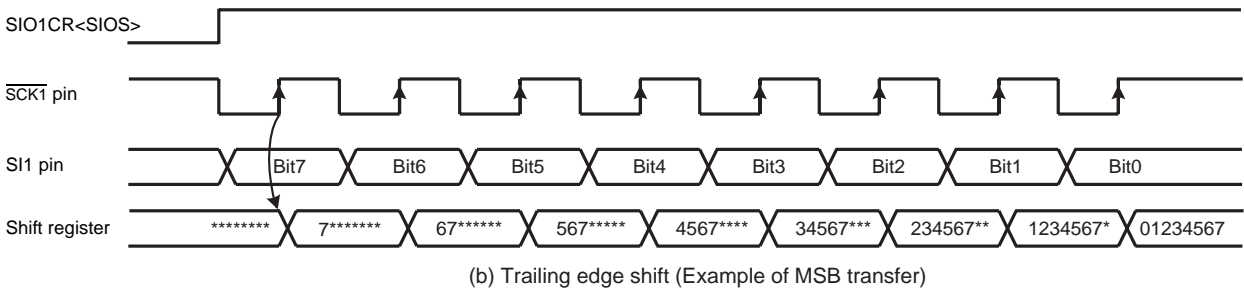 SIO1CR<SIOS>
SCK1 pin
SI1 pin Bit7 Bit6 Bit5 Bit4 Bit3 Bit2 Bit1 Bit0
Shift register ******** 7******* 67****** 567***** 4567**** 34567*** 234567** 1234567* 01234567
(b) Trailing edge shift (Example of MSB transfer)